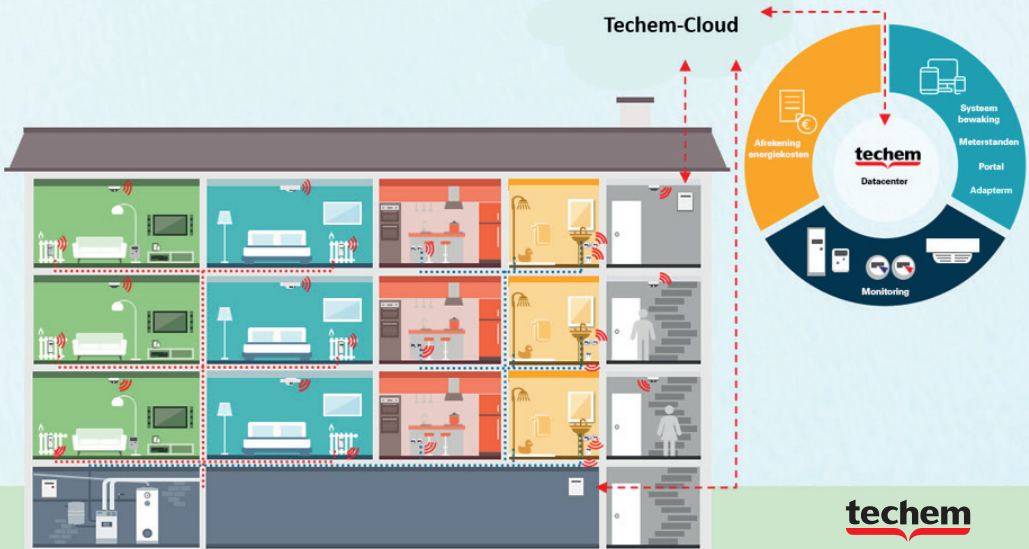 Techem-Cloud
Afrekening
energiekosten
Systeem
bewaking
Meterstanden
Portal
Adapterm
techem
Datacenter
Monitoring
techem